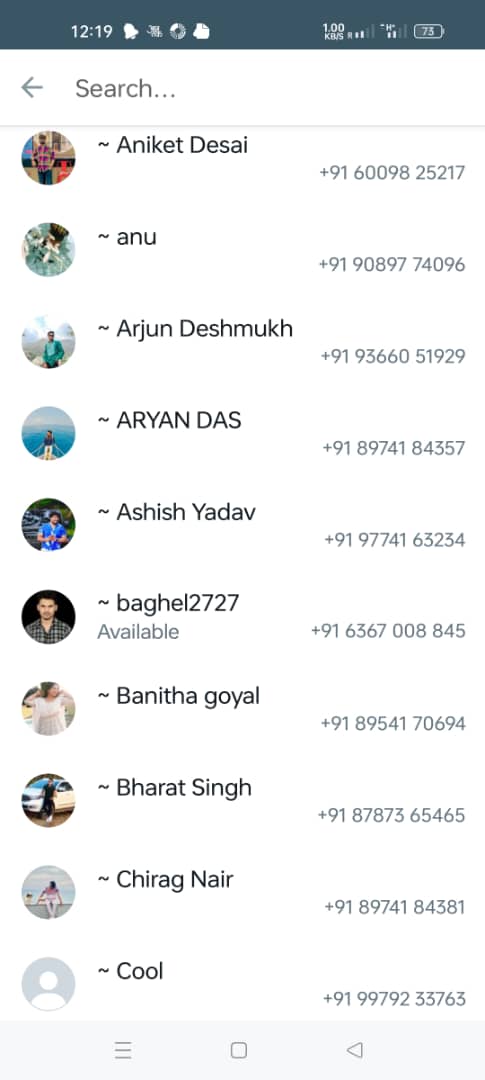 12:19
1.00 KB/S R H+ 73
Search...
~ Aniket Desai
+91 60098 25217
~ anu
+91 90897 74096
~ Arjun Deshmukh
+91 93660 51929
~ ARYAN DAS
+91 89741 84357
~ Ashish Yadav
+91 97741 63234
~ baghel2727
Available
+91 6367 008 845
~ Banitha goyal
+91 89541 70694
~ Bharat Singh
+91 87873 65465
~ Chirag Nair
+91 89741 84381
~ Cool
+91 99792 33763